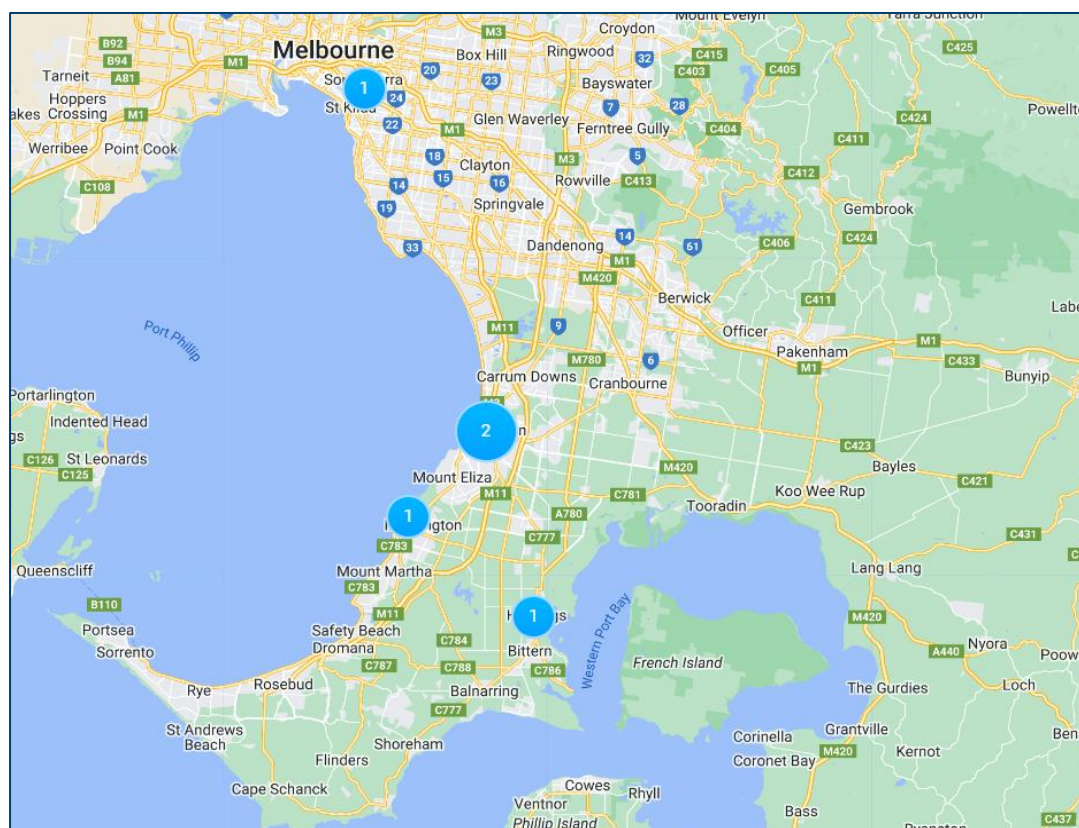 Mount Evelyn
Yarra Junction
B92
Croydon
M3
Melbourne
Box Hill
Ringwood
32
C415
C425
B94
M1
Tarneit
A81
20
23
Bayswater
C403
C405
Hoppers
Crossing
1
24
St Kilda
7
28
Powellt
akes
M1
22
Glen Waverley
Ferntree Gully
C404
C424
Werribee
Point Cook
M1
C411
18
Clayton
M3
5
C108
14
15
16
Rowville
C413
C412
19
Springvale
Gembrook
33
Dandenong
14
61
C406
C424
M1
M420
Berwick
C411
Labe
Port Phillip
M11
9
Officer
M1
M780
6
Pakenham
C433
M1
Bunyip
Portarlington
Carrum Downs
Cranbourne
Indented Head
gs
2
n
C423
C126
St Leonards
M420
Bayles
C125
Mount Eliza
C421
M11
C781
Koo Wee Rup
Tooradin
1
A780
C783
C777
C431
Queenscliff
Mount Martha
Lang Lang
C783
B110
M11
1
Western Port Bay
M420
Portsea
Safety Beach
C784
Nyora
Sorrento
Dromana
Bittern
French Island
A440
Poow
C787
C788
C786
Rye
Rosebud
Balnarring
The Gurdies
Loch
C777
St Andrews
Beach
Shoreham
Corinella
Grantville
Bena
Flinders
Coronet Bay
M420
Kernot
Cape Schanck
Cowes
Rhyll
Ventnor
Bass
Phillip Island
C437